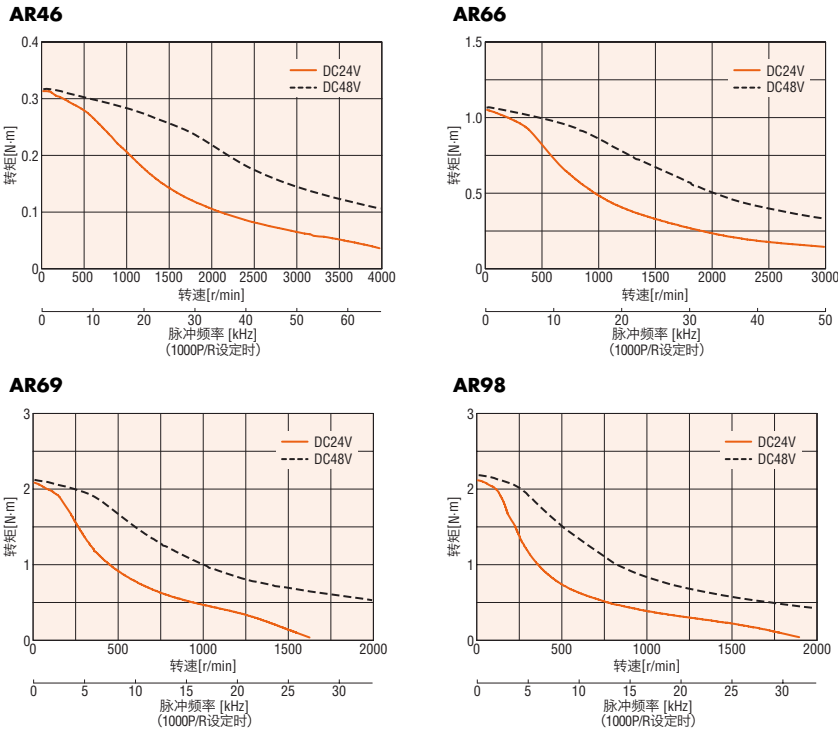 AR46
0.4
0.3
0.2
0.1
0
转矩[N·m]
DC24V
DC48V
0 500 1000 1500 2000 2500 3000 3500 4000
转速[r/min]
0 10 20 30 40 50 60
脉冲频率 [kHz]
（1000P/R设定时）
AR66
1.5
1.0
0.5
0
转矩[N·m]
DC24V
DC48V
0 500 1000 1500 2000 2500 3000
转速[r/min]
0 10 20 30 40 50
脉冲频率 [kHz]
（1000P/R设定时）
AR69
3
2
1
0
转矩[N·m]
DC24V
DC48V
0 500 1000 1500 2000
转速[r/min]
0 5 10 15 20 25 30
脉冲频率 [kHz]
（1000P/R设定时）
AR98
3
2
1
0
转矩[N·m]
DC24V
DC48V
0 500 1000 1500 2000
转速[r/min]
0 5 10 15 20 25 30
脉冲频率 [kHz]
（1000P/R设定时）